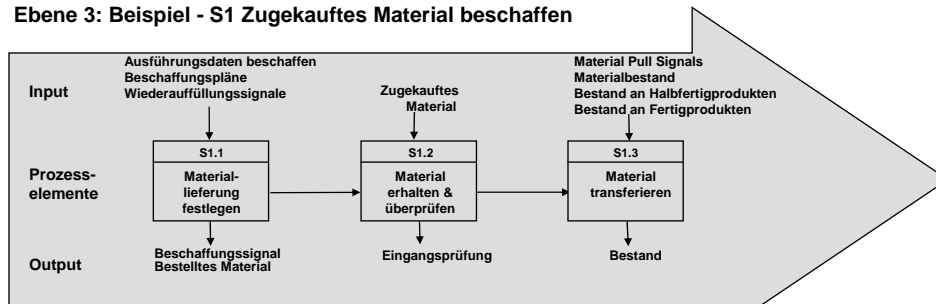 Ebene 3: Beispiel - S1 Zugekauftes Material beschaffen
Input
Ausführungsdaten beschaffen
Beschaffungspläne
Wiederauffüllungssignale
Zugekauftes
Material
Material Pull Signals
Materialbestand
Bestand an Halbfertigprodukten
Bestand an Fertigprodukten
Prozess-
elemente
S1.1
Material-
lieferung
festlegen
S1.2
Material
erhalten &
überprüfen
S1.3
Material
transferieren
Output
Beschaffungssignal
Bestelltes Material
Eingangsprüfung
Bestand